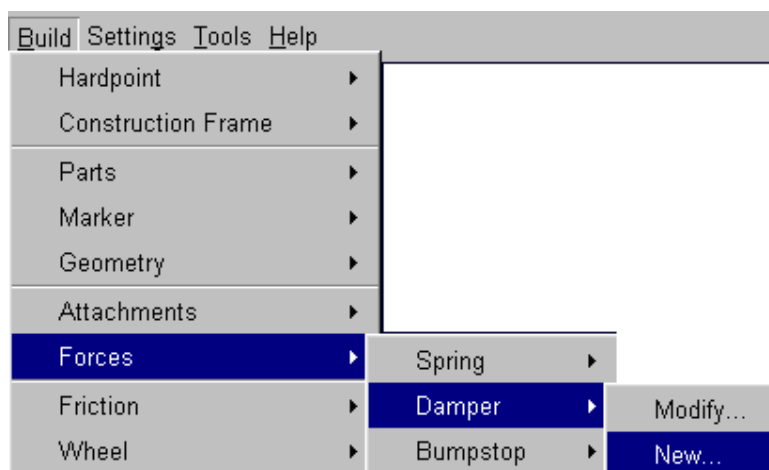 Build Settings Tools Help
Hardpoint
Construction Frame
Parts
Marker
Geometry
Attachments
Forces Spring
Friction Damper Modify...
Wheel Bumpstop New...